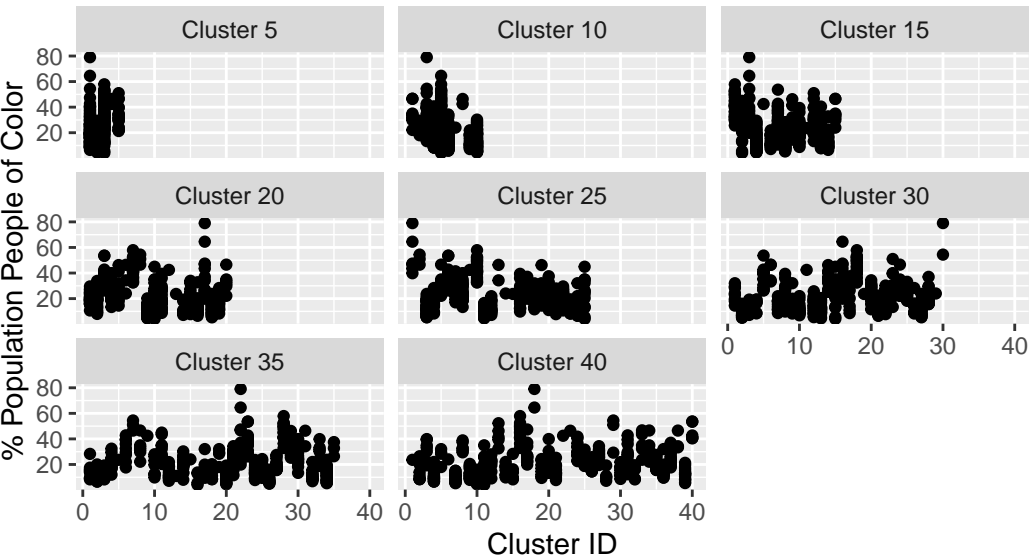 Cluster 5
Cluster 10
Cluster 15
80
60
40
20
Cluster 20
Cluster 25
Cluster 30
80
60
40
20
0 10 20 30 40
Cluster 35
Cluster 40
80
60
40
20
0 10 20 30 40
0 10 20 30 40
Cluster ID
% Population People of Color